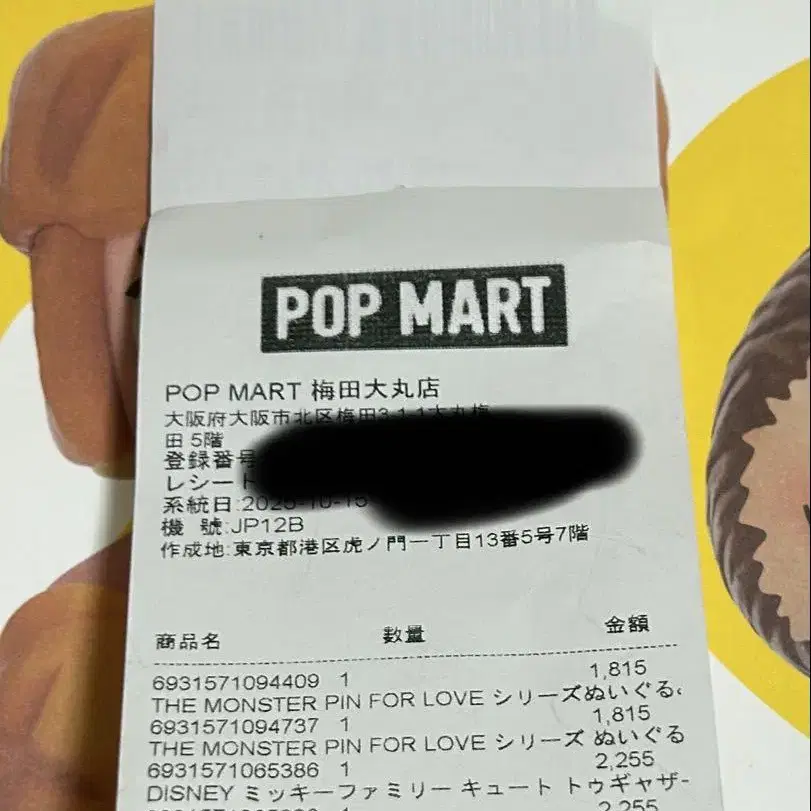 POP MART
POP MART 梅田大丸店
大阪府大阪市北区梅田3-1-1大丸梅
田 5階
登録番号
レシート
系統日:2025-10-15
機 號:JP12B
作成地:東京都港区虎ノ門一丁目13番5号7階
商品名 数量 金額
6931571094409 1 1,815
THE MONSTER PIN FOR LOVE シリーズぬいぐる
6931571094737 1 1,815
THE MONSTER PIN FOR LOVE シリーズ ぬいぐる
6931571065386 1 2,255
DISNEY ミッキーファミリー キュート トゥギャザー
1 2,255